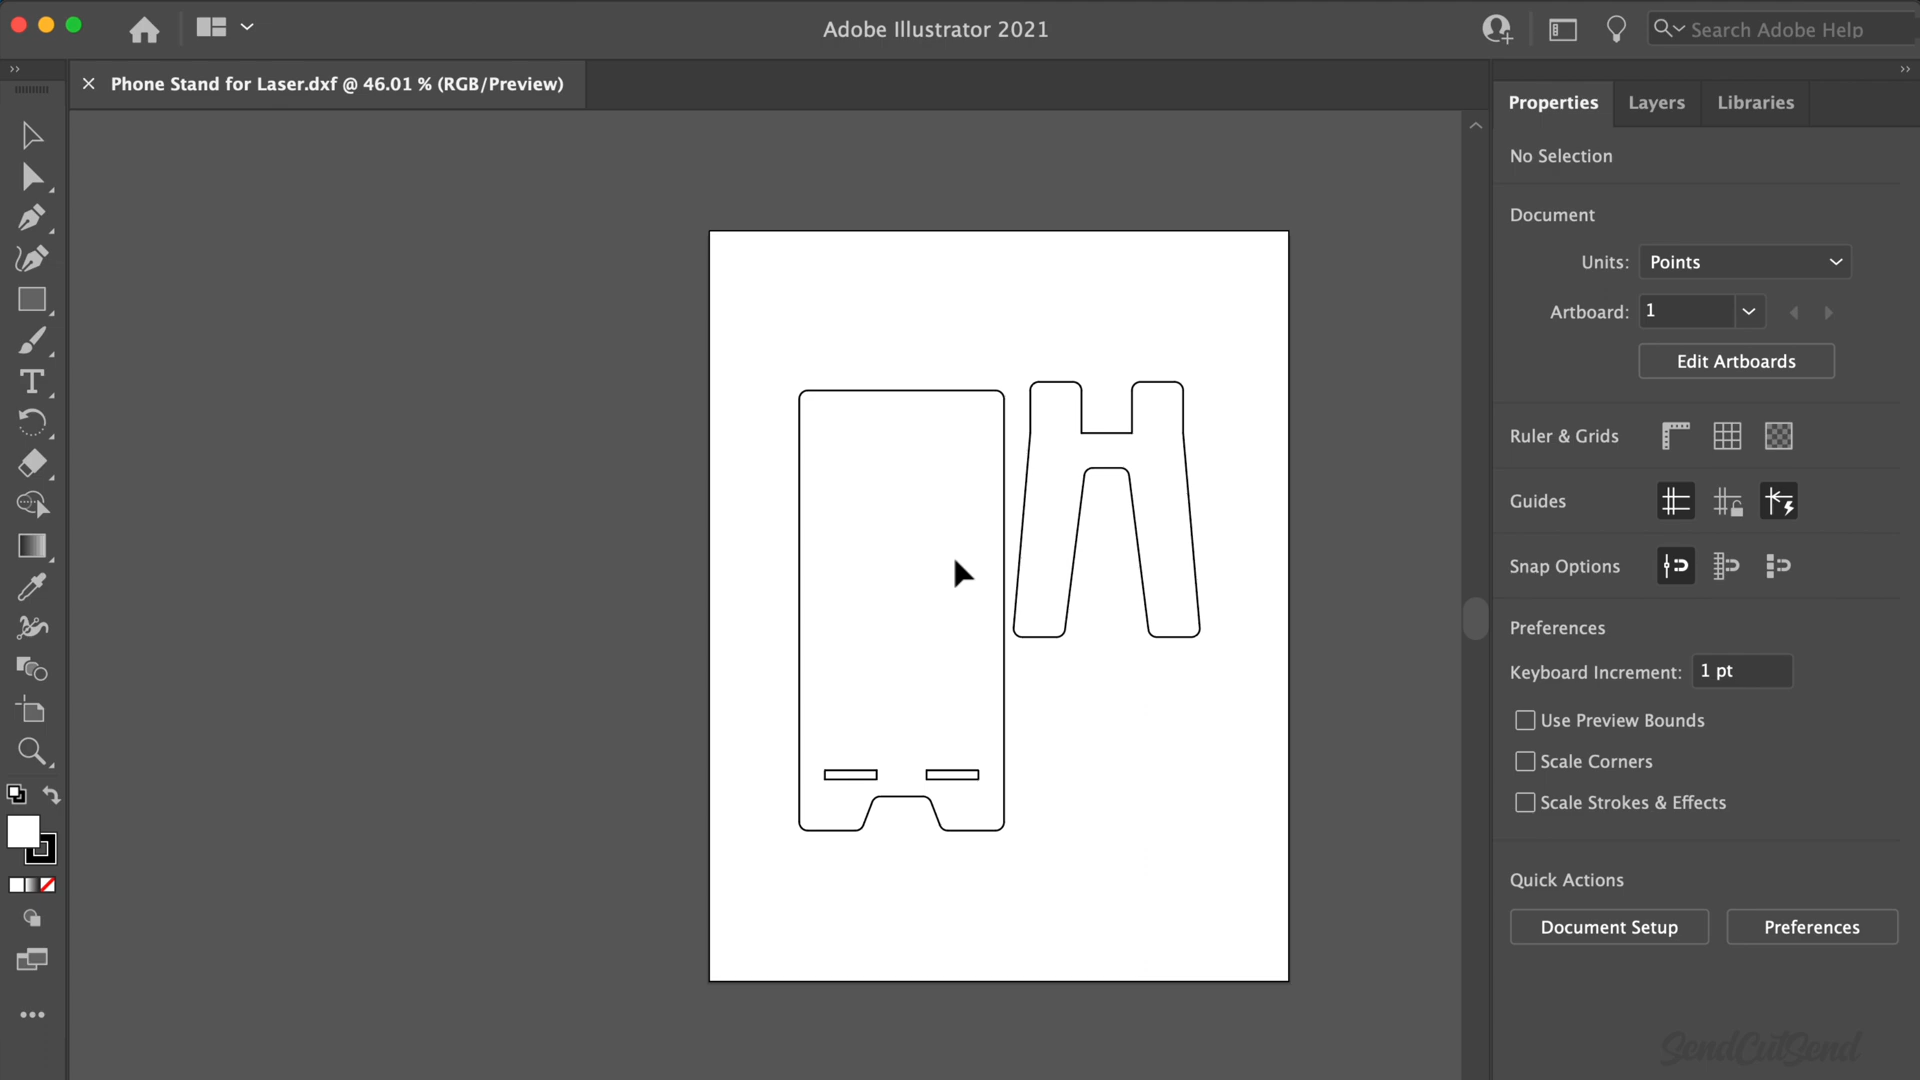 Adobe Illustrator 2021
Search Adobe Help
Phone Stand for Laser.dxf @ 46.01 % (RGB/Preview)
Properties
Layers
Libraries
No Selection
Document
Units: Points
Artboard: 1
Edit Artboards
Ruler & Grids
Guides
Snap Options
Preferences
Keyboard Increment: 1 pt
Use Preview Bounds
Scale Corners
Scale Strokes & Effects
Quick Actions
Document Setup
Preferences
SendCutSend